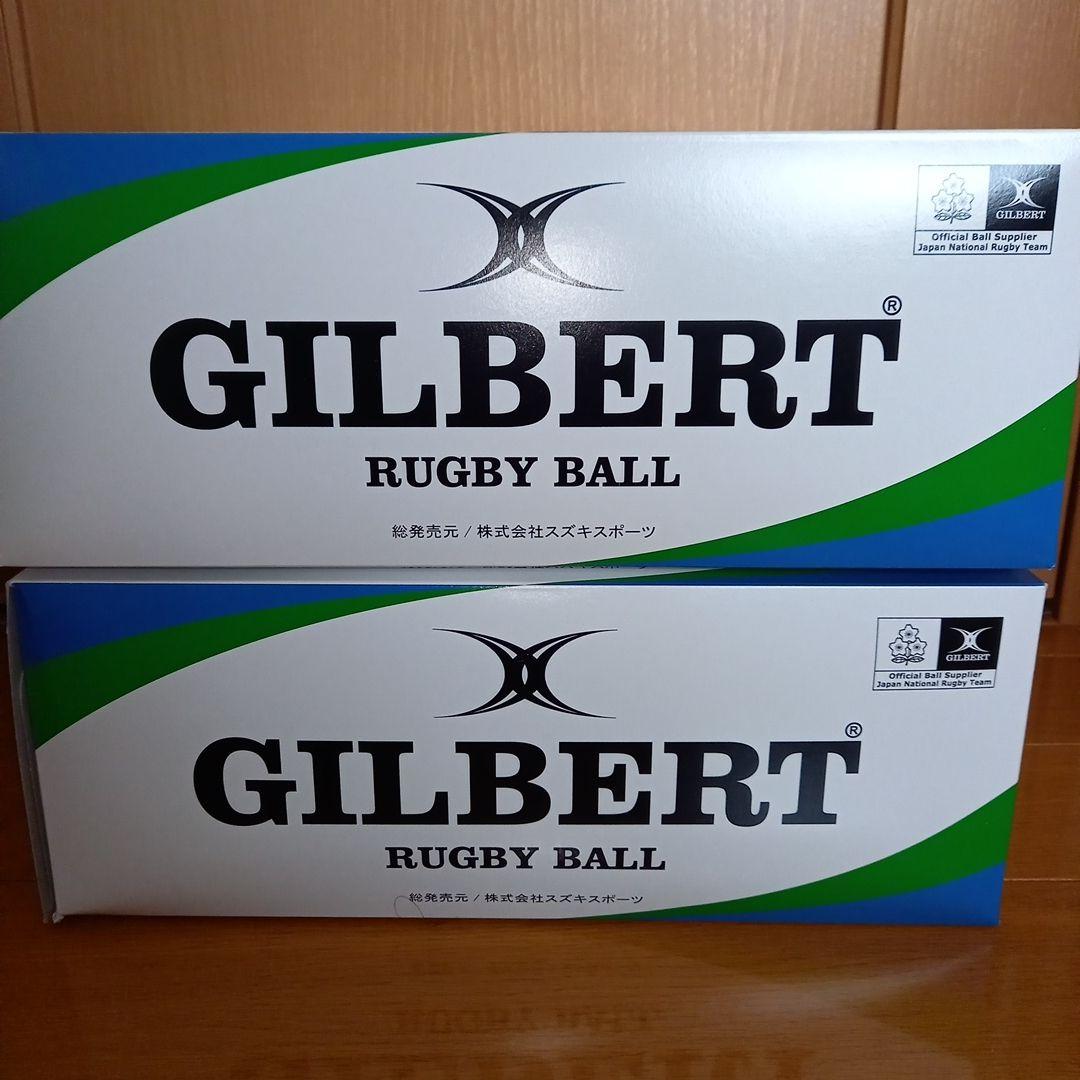 GILBERT
Official Ball Supplier
Japan National Rugby Team
GILBERT®
RUGBY BALL
総発売元 / 株式会社スズキスポーツ
GILBERT
Official Ball Supplier
Japan National Rugby Team
GILBERT®
RUGBY BALL
総発売元 / 株式会社スズキスポーツ